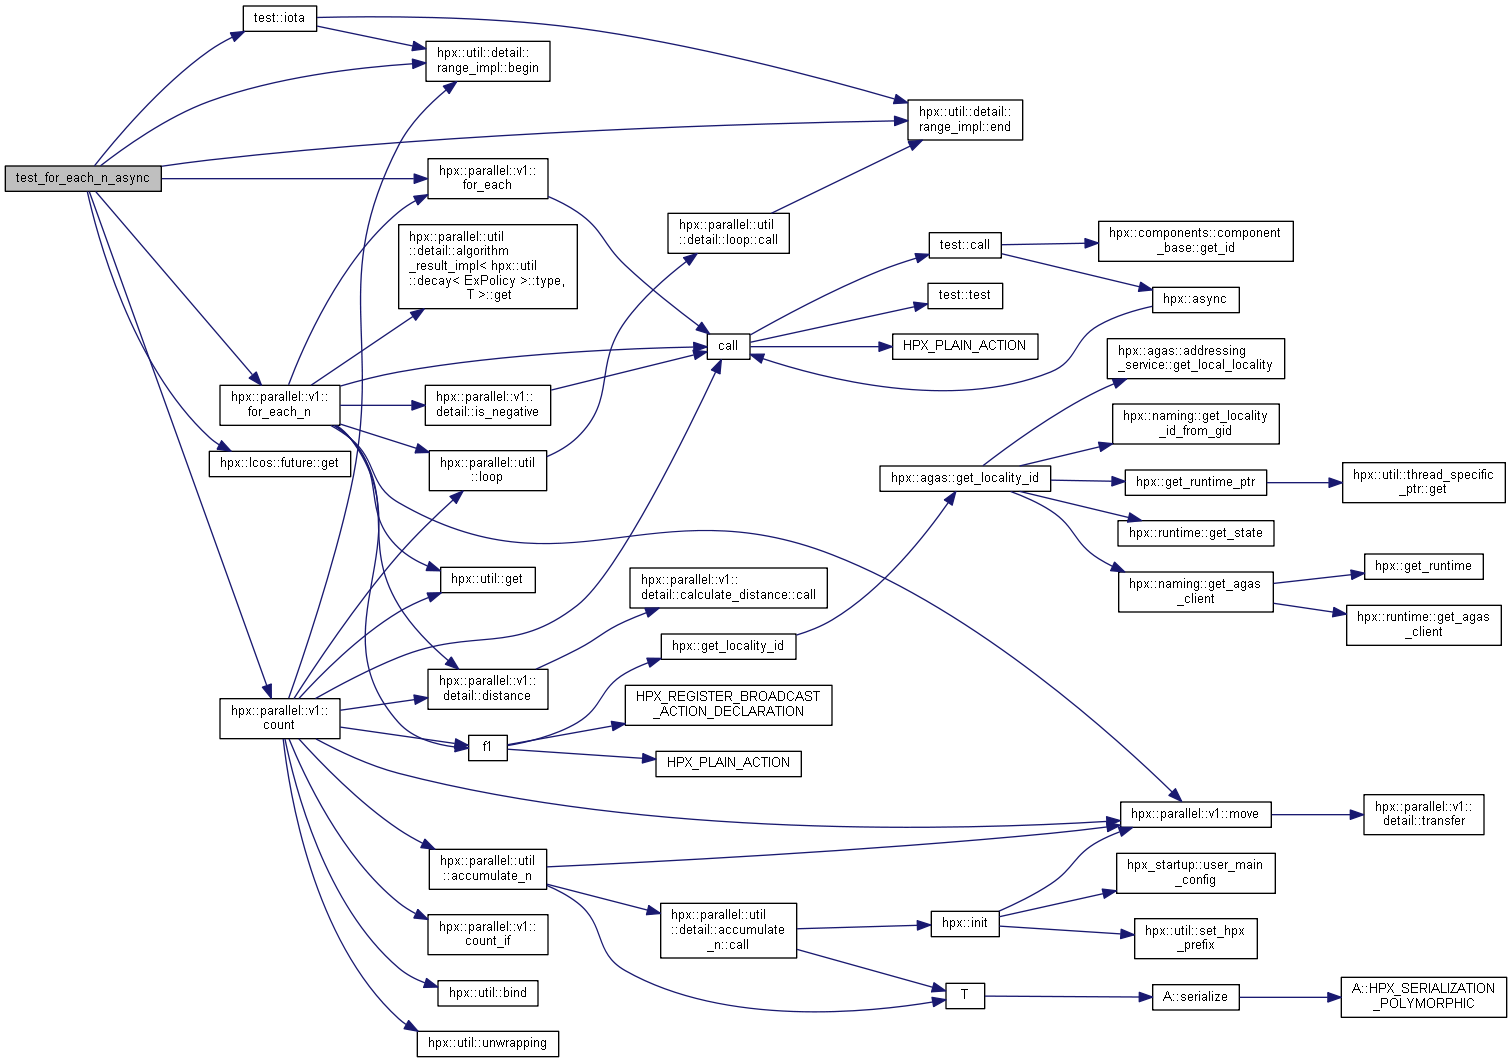 test_for_each_n_async
test::iota
hpx::util::detail::
range_impl::begin
hpx::util::detail::
range_impl::end
hpx::parallel::v1::
for_each
hpx::parallel::util
::detail::algorithm
_result_impl< hpx::util
::decay< ExPolicy >::type,
T >::get
hpx::parallel::util
::detail::loop::call
test::call
test::test
HPX_PLAIN_ACTION
hpx::components::component
_base::get_id
hpx::async
call
hpx::parallel::v1::
for_each_n
hpx::parallel::v1::
detail::is_negative
hpx::lcos::future::get
hpx::parallel::util
::loop
hpx::agas::addressing
_service::get_local_locality
hpx::naming::get_locality
_id_from_gid
hpx::agas::get_locality_id
hpx::get_runtime_ptr
hpx::util::thread_specific
_ptr::get
hpx::runtime::get_state
hpx::naming::get_agas
_client
hpx::get_runtime
hpx::runtime::get_agas
_client
hpx::util::get
hpx::parallel::v1::
detail::calculate_distance::call
hpx::get_locality_id
hpx::parallel::v1::
detail::distance
hpx::parallel::v1::
count
f1
HPX_REGISTER_BROADCAST
_ACTION_DECLARATION
HPX_PLAIN_ACTION
hpx::parallel::v1::move
hpx::parallel::v1::
detail::transfer
hpx::parallel::util
::accumulate_n
hpx_startup::user_main
_config
hpx::parallel::util
::detail::accumulate
_n::call
hpx::init
hpx::util::set_hpx
_prefix
hpx::parallel::v1::
count_if
hpx::util::bind
T
A::serialize
A::HPX_SERIALIZATION
_POLYMORPHIC
hpx::util::unwrapping